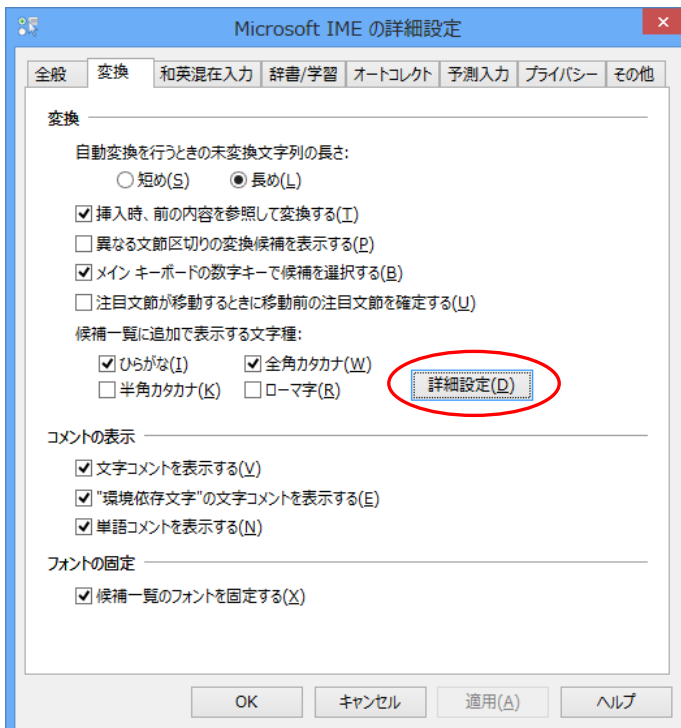 Microsoft IME の詳細設定
全般 変換 和英混在入力 辞書/学習 オートコレクト 予測入力 プライバシー その他
変換
自動変換を行うときの未変換文字列の長さ:
短め(S) 長め(L)
挿入時、前の内容を参照して変換する(T)
異なる文節区切りの変換候補を表示する(P)
メイン キーボードの数字キーで候補を選択する(B)
注目文節が移動するときに移動前の注目文節を確定する(U)
候補一覧に追加で表示する文字種:
ひらがな(I) 全角カタカナ(W)
半角カタカナ(K) ローマ字(R) 詳細設定(D)
コメントの表示
文字コメントを表示する(V)
"環境依存文字"の文字コメントを表示する(E)
単語コメントを表示する(N)
フォントの固定
候補一覧のフォントを固定する(X)
OK キャンセル 適用(A) ヘルプ